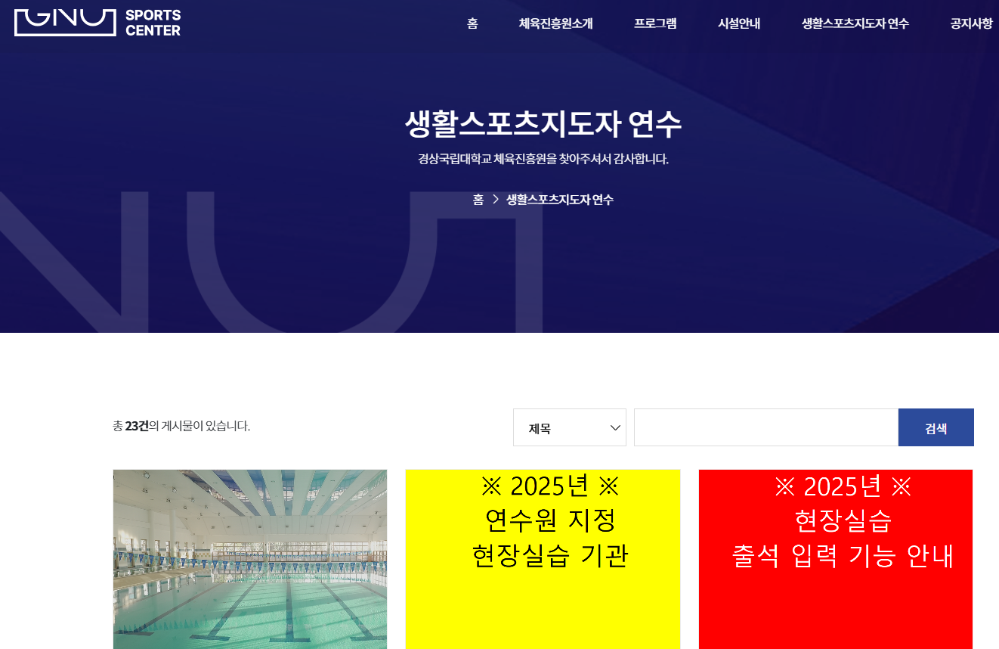 GNU SPORTS CENTER
홈 체육진흥원소개 프로그램 시설안내 생활스포츠지도자 연수 공지사항
생활스포츠지도자 연수
경상국립대학교 체육진흥원을 찾아주셔서 감사합니다.
홈 > 생활스포츠지도자 연수
총 23건의 게시물이 있습니다.
제목
검색
※ 2025년 ※
연수원 지정
현장실습 기관
※ 2025년 ※
현장실습
출석 입력 기능 안내